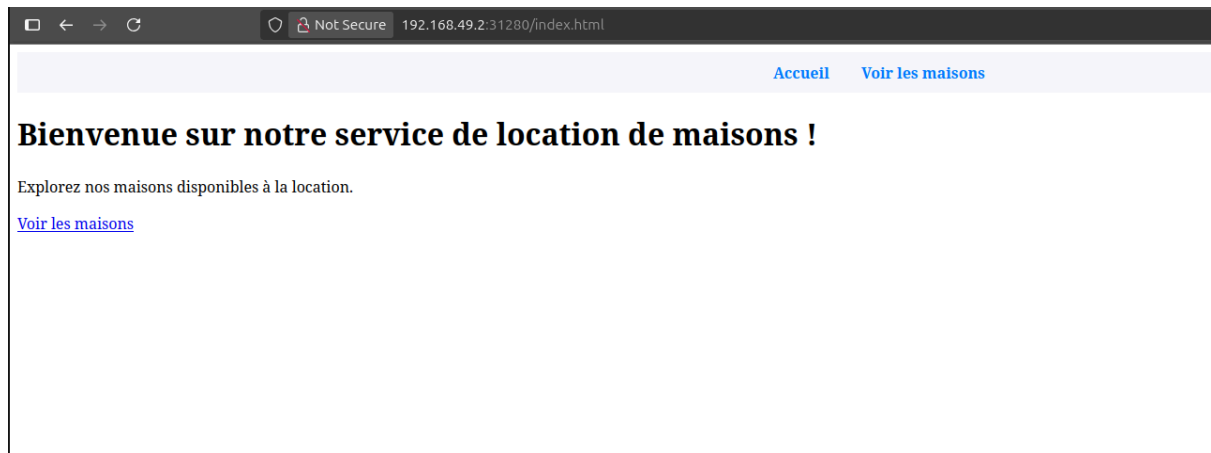 Not Secure 192.168.49.2:31280/index.html
Accueil Voir les maisons
Bienvenue sur notre service de location de maisons !
Explorez nos maisons disponibles à la location.
Voir les maisons